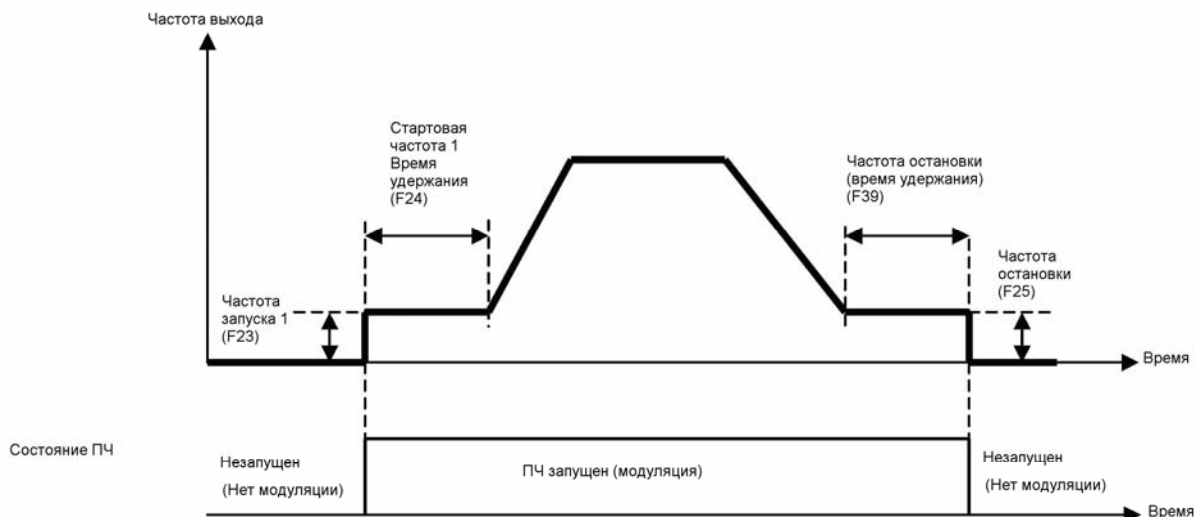 Частота выхода
Стартовая
частота 1
Время
удержания
(F24)
Частота остановки
(время удержания)
(F39)
Частота
остановки
(F25)
Частота
запуска 1
(F23)
Время
Состояние ПЧ
Незапущен
(Нет модуляции)
ПЧ запущен (модуляция)
Незапущен
(Нет модуляции)
Время